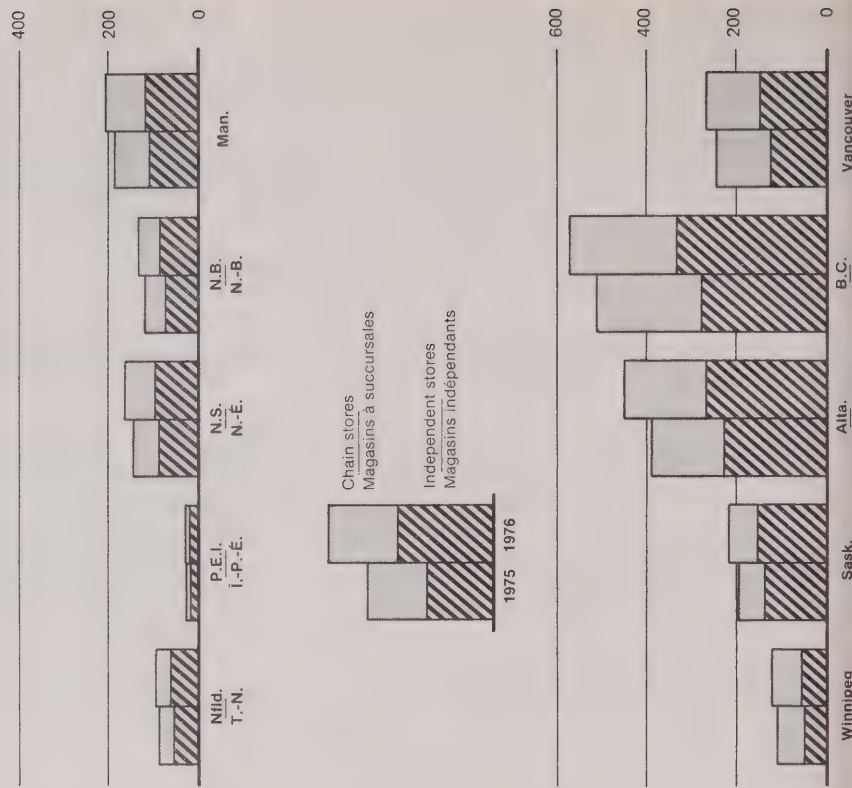 400
200
0
Nfld.
T.-N.
P.E.I.
Î.-P.-É.
N.S.
N.-É.
N.B.
N.-B.
Man.
Chain stores
Magasins à succursales
Independent stores
Magasins indépendants
1975 1976
600
400
200
0
Winnipeg
Sask.
Alta.
B.C.
Vancouver